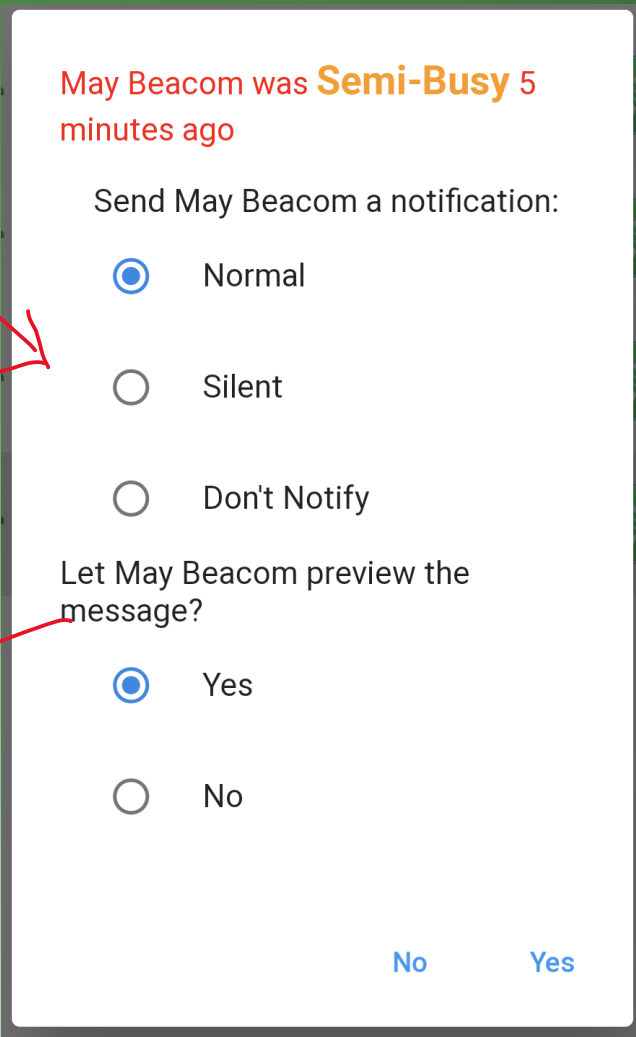 May Beacom was Semi-Busy 5
minutes ago
Send May Beacom a notification:
Normal
Silent
Don't Notify
Let May Beacom preview the
message?
Yes
No
No Yes